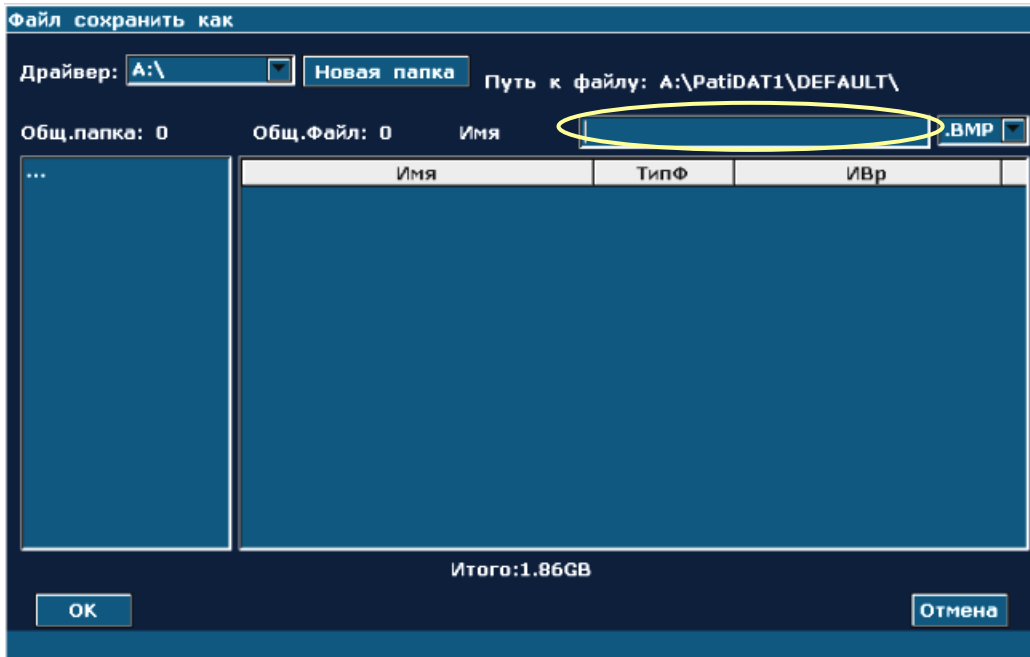 Файл сохранить как
Драйвер: A:\ Новая папка Путь к файлу: A:\PatiDAT1\DEFAULT\
Общ.папка: 0 Общ.Файл: 0 Имя .BMP
... Имя ТипФ ИВр
Итого:1.86GB
OK Отмена